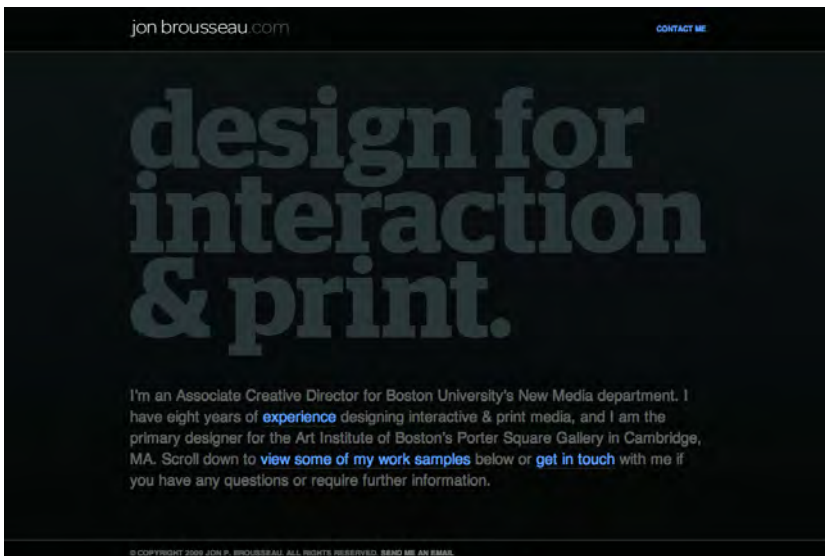 jon brousseau.com
CONTACT ME
design for
interaction
& print.
I'm an Associate Creative Director for Boston University's New Media department. I
have eight years of experience designing interactive & print media, and I am the
primary designer for the Art Institute of Boston's Porter Square Gallery in Cambridge,
MA. Scroll down to view some of my work samples below or get in touch with me if
you have any questions or require further information.
© COPYRIGHT 2009 JON P. BROUSSEAU. ALL RIGHTS RESERVED. SEND ME AN EMAIL